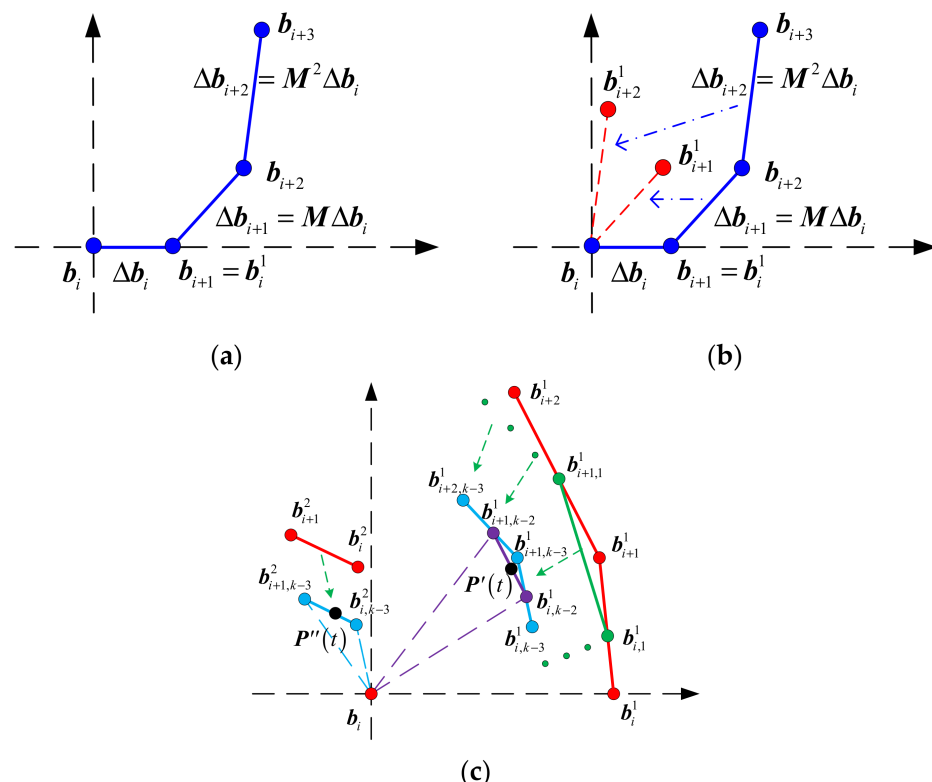 b_{i+3}
Δb_{i+2} = M^2 Δb_i
b_{i+2}
Δb_{i+1} = M Δb_i
b_i
Δb_i
b_{i+1} = b_i^1
(a)
b_{i+3}
Δb_{i+2} = M^2 Δb_i
b_{i+2}^1
b_{i+1}^1
b_{i+2}
Δb_{i+1} = M Δb_i
b_i
Δb_i
b_{i+1} = b_i^1
(b)
b_{i+2}^1
b_{i+1,1}^1
b_{i+2,k-3}^1
b_{i+1}^2
b_i^2
b_{i+1,k-2}^1
b_{i+1,k-3}^1
b_{i+1}^1
b_{i+1,k-3}^2
b_{i,k-3}^2
P'(t)
b_{i,k-2}^1
P''(t)
b_{i,k-3}^1
b_{i,1}^1
b_i
b_i^1
(c)